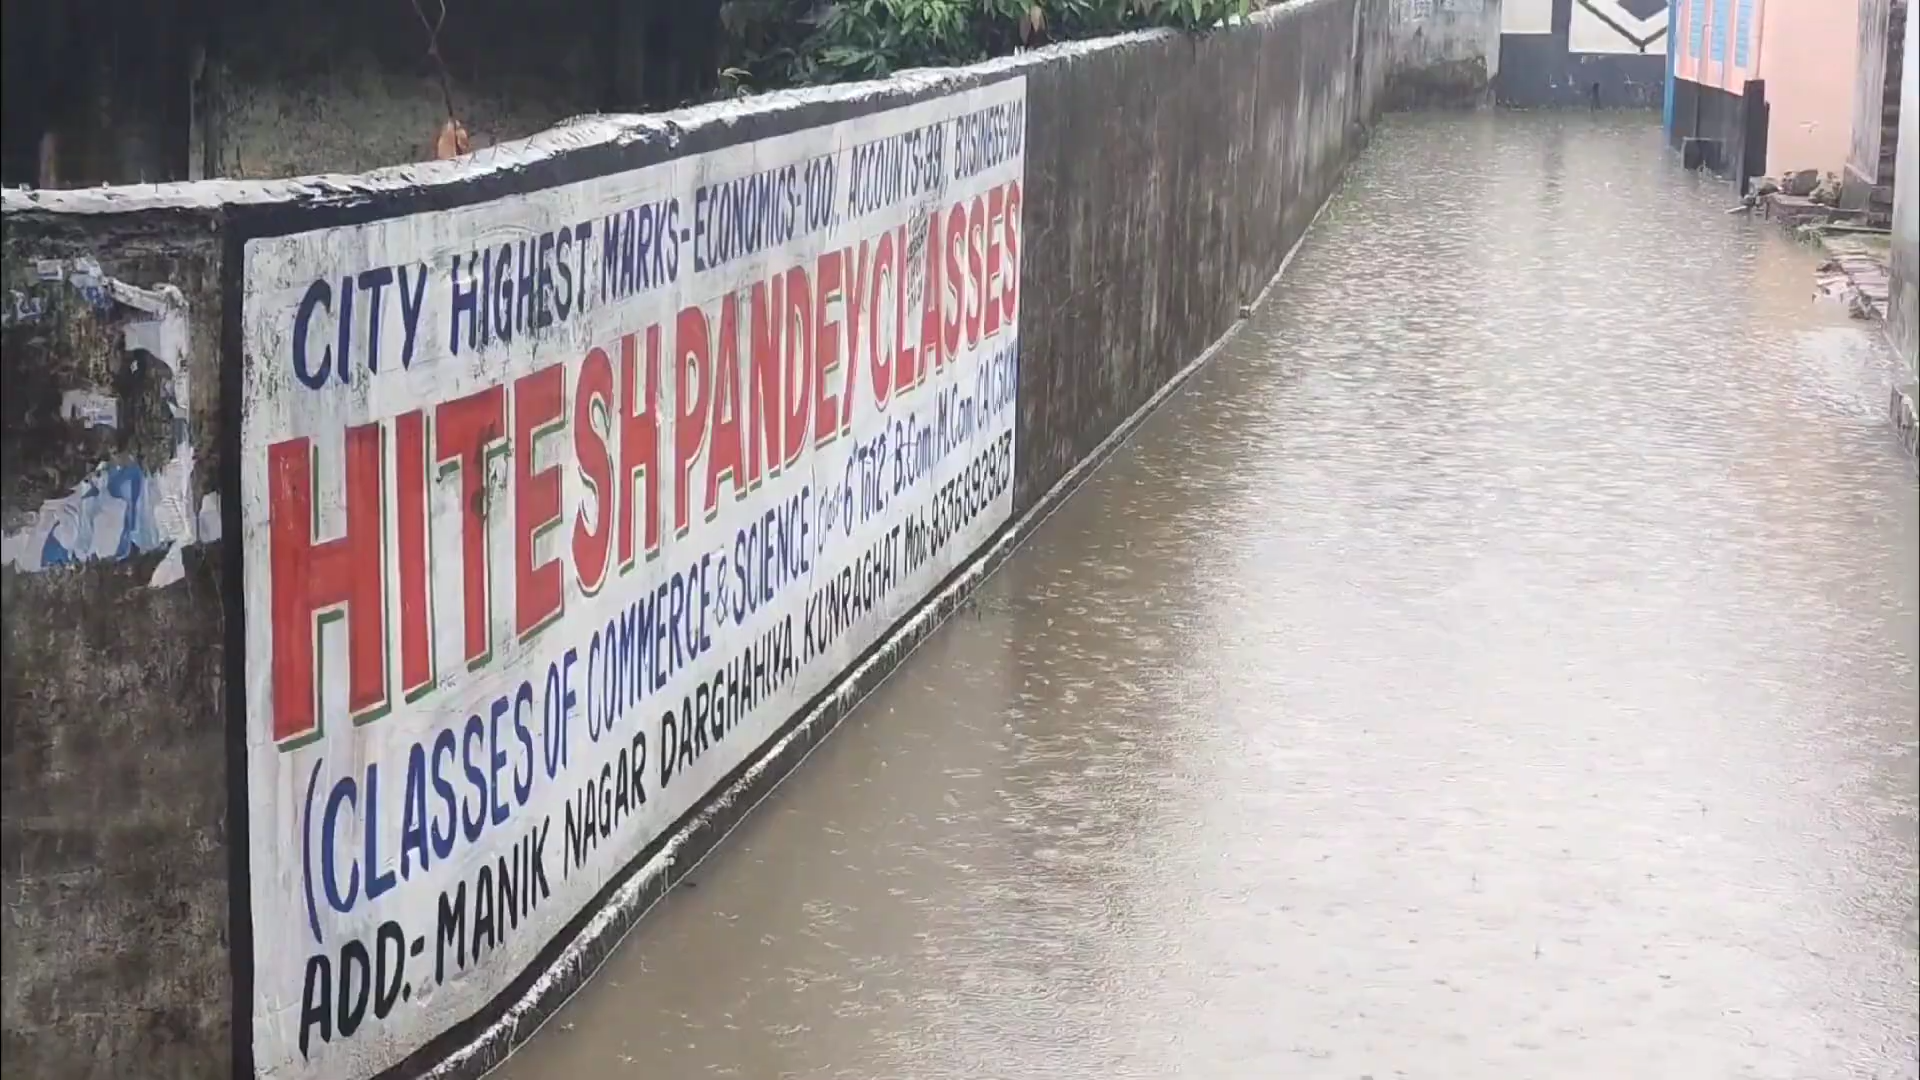 CITY HIGHEST MARKS-ECONOMICS-100, ACCOUNTS-99, BUSINESS-100
HITESH PANDEY CLASSES
(CLASSES OF COMMERCE & SCIENCE) Class-6 To 12, B.Com, M.Com, CA
ADD:-MANIK NAGAR DARGHAHIYA, KUNRAGHAT Mob:-9336892923